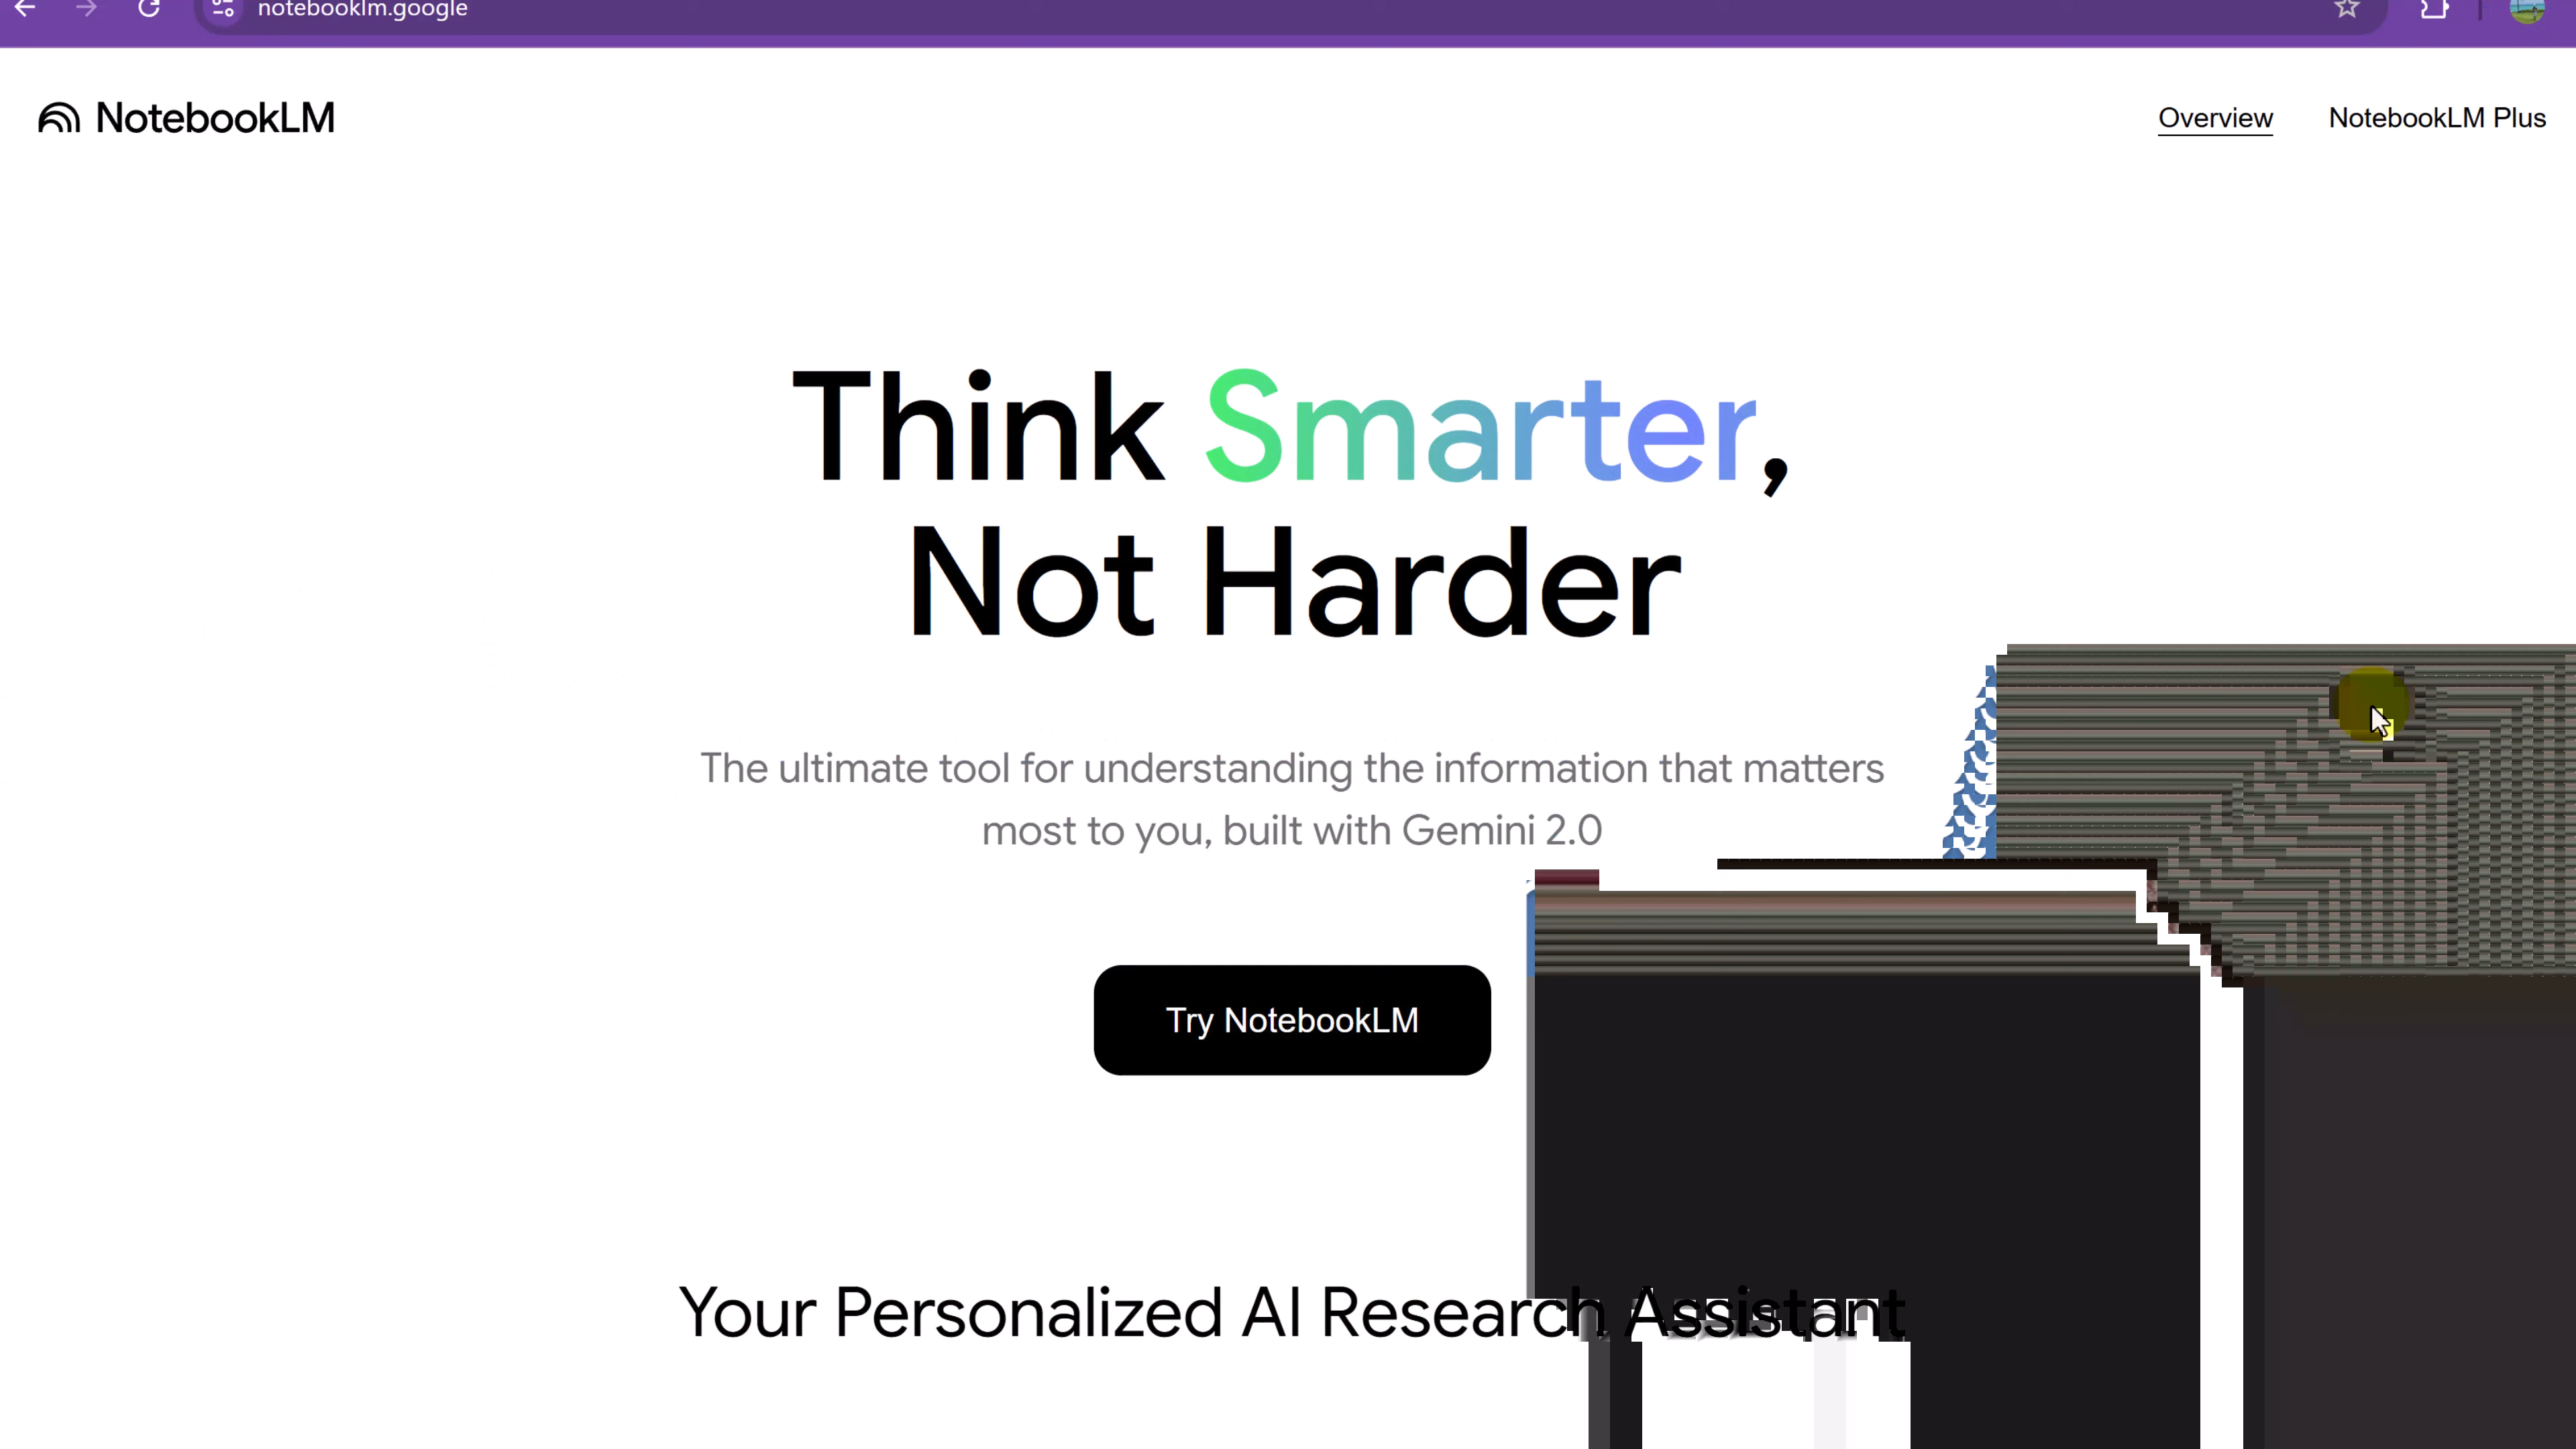 notebooklm.google
NotebookLM
Overview
NotebookLM Plus
Think Smarter,
Not Harder
The ultimate tool for understanding the information that matters
most to you, built with Gemini 2.0
Try NotebookLM
Your Personalized AI Research Assistant